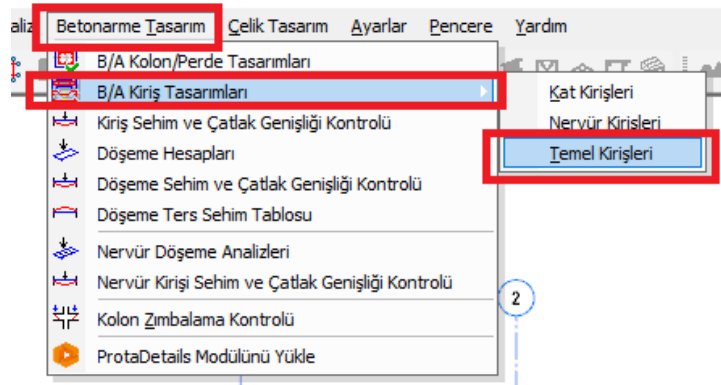 Betonarme Tasarım Çelik Tasarım Ayarlar Pencere Yardım
B/A Kolon/Perde Tasarımları
B/A Kiriş Tasarımları
Kat Kirişleri
Kiriş Sehim ve Çatlak Genişliği Kontrolü
Nervür Kirişleri
Döşeme Hesapları
Temel Kirişleri
Döşeme Sehim ve Çatlak Genişliği Kontrolü
Döşeme Ters Sehim Tablosu
Nervür Döşeme Analizleri
Nervür Kirişi Sehim ve Çatlak Genişliği Kontrolü
2
Kolon Zımbalama Kontrolü
ProtaDetails Modülünü Yükle